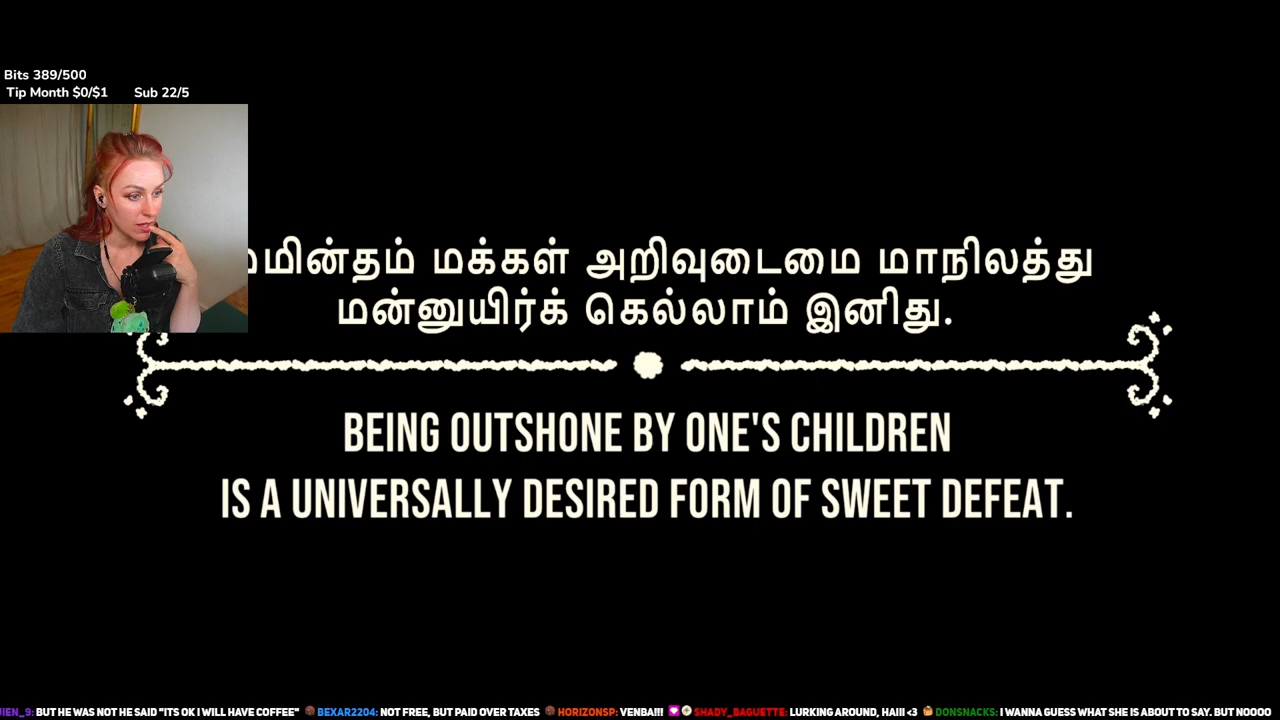 Bits 389/500
Tip Month $0/$1 Sub 22/5
மக்கள் அறிவுடைமை மாநிலத்து
மன்னுயிர்க் கெல்லாம் இனிது.
BEING OUTSHONE BY ONE'S CHILDREN
IS A UNIVERSALLY DESIRED FORM OF SWEET DEFEAT.
BUT HE WAS NOT HE SAID "ITS OK I WILL HAVE COFFEE" BEXAR2204: NOT FREE, BUT PAID OVER TAXES HORIZONSP: VENBA!!! SHADY_BAGUETTE: LURKING AROUND, HAIII <3 DONSNACKS: I WANNA GUESS WHAT SHE IS ABOUT TO SAY. BUT NOOOO